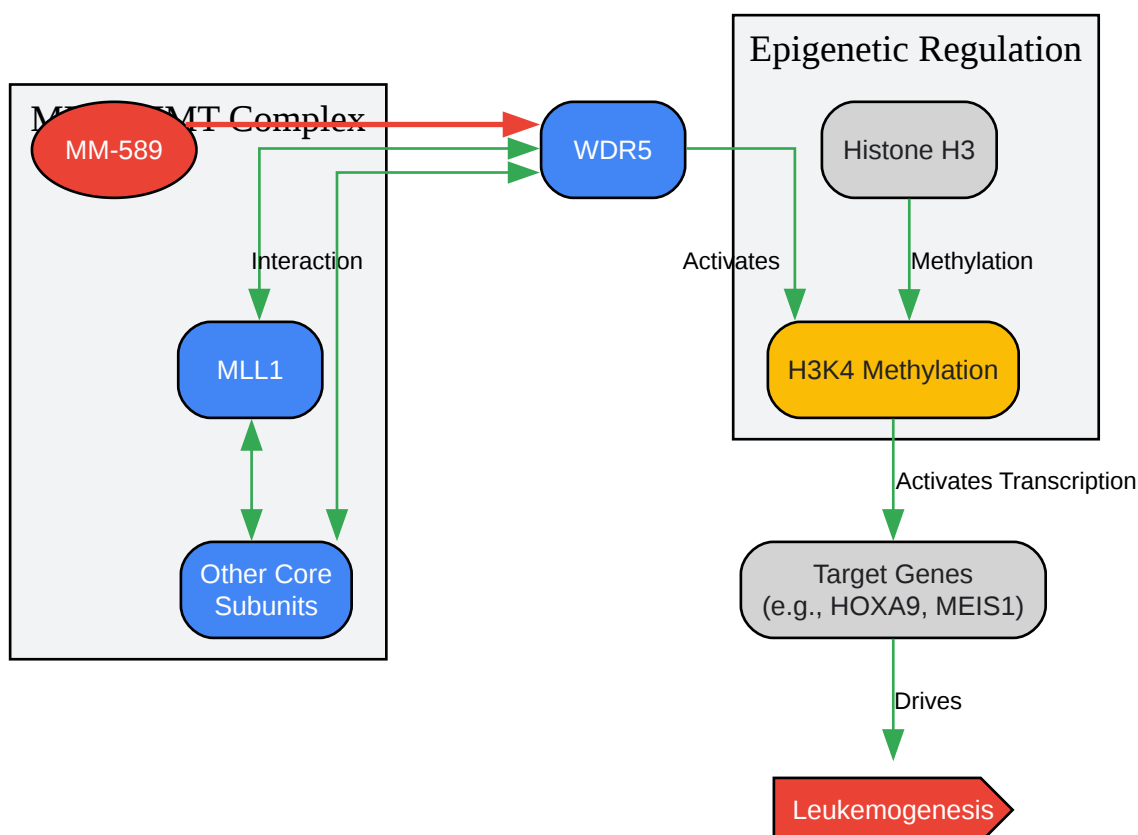 Epigenetic Regulation
Complex
MM-589
WDR5
Histone H3
Interaction
Activates
Methylation
MLL1
H3K4 Methylation
Activates Transcription
Other Core
Subunits
Target Genes
(e.g., HOXA9, MEIS1)
Drives
Leukemogenesis